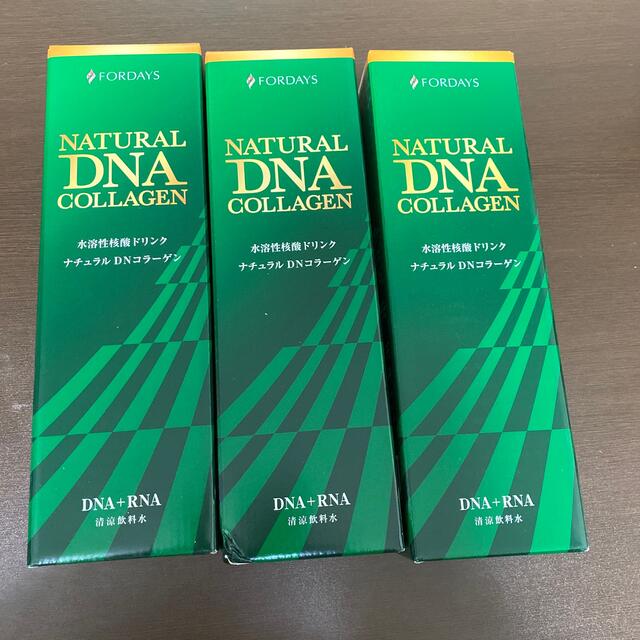 FORDAYS
NATURAL
DNA
COLLAGEN
水溶性核酸ドリンク
ナチュラル DNコラーゲン
DNA+RNA
清涼飲料水
FORDAYS
NATURAL
DNA
COLLAGEN
水溶性核酸ドリンク
ナチュラル DNコラーゲン
DNA+RNA
清涼飲料水
FORDAYS
NATURAL
DNA
COLLAGEN
水溶性核酸ドリンク
ナチュラル DNコラーゲン
DNA+RNA
清涼飲料水